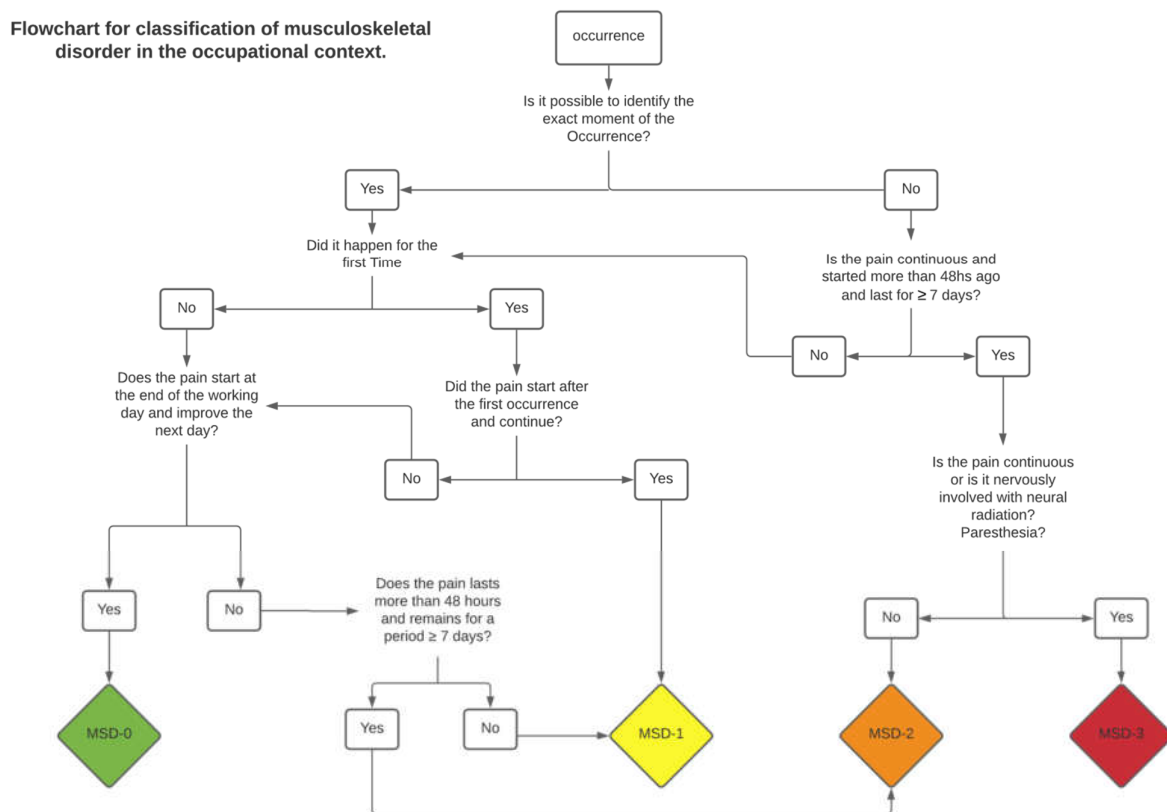 Flowchart for classification of musculoskeletal
disorder in the occupational context.
occurrence
Is it possible to identify the
exact moment of the
Occurrence?
Yes
No
Did it happen for the
first Time
Is the pain continuous and
started more than 48hs ago
and last for ≥ 7 days?
No
Yes
No
Yes
Does the pain start at
the end of the working
day and improve the
next day?
Did the pain start after
the first occurrence
and continue?
No
Yes
Is the pain continuous
or is it nervously
involved with neural
radiation?
Paresthesia?
Yes
No
Does the pain lasts
more than 48 hours
and remains for a
period ≥ 7 days?
No
Yes
Yes
No
MSD-0
MSD-1
MSD-2
MSD-3